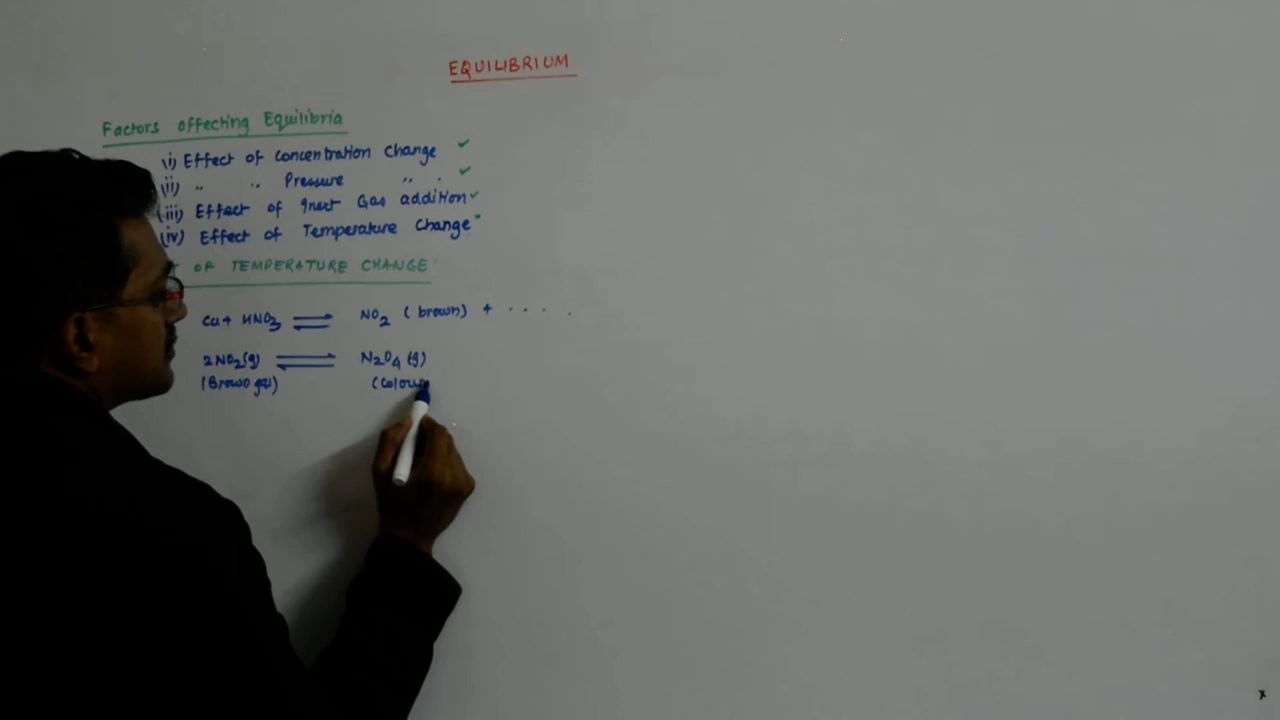 EQUILIBRIUM
Factors affecting Equilibria
(i) Effect of Concentration Change ✓
(ii) " " Pressure " . ✓
(iii) Effect of Inert Gas addition ✓
(iv) Effect of Temperature Change
OF TEMPERATURE CHANGE
Cu + HNO3 ⇌ NO2 (brown) + . . . . .
2NO2(g) ⇌ N2O4 (g)
(Brown gas) (Colour